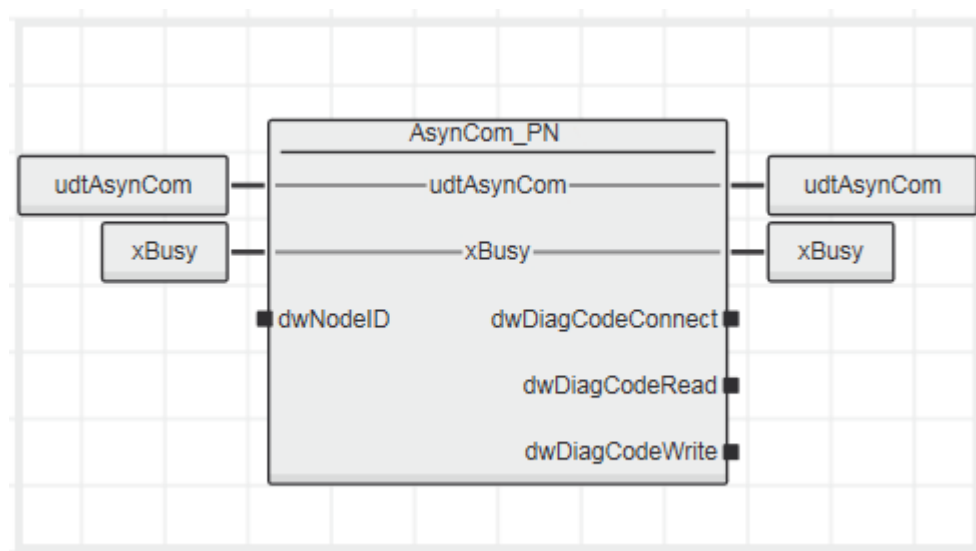 AsynCom_PN
udtAsynCom udtAsynCom udtAsynCom
xBusy xBusy xBusy
dwNodeID dwDiagCodeConnect
dwDiagCodeRead
dwDiagCodeWrite